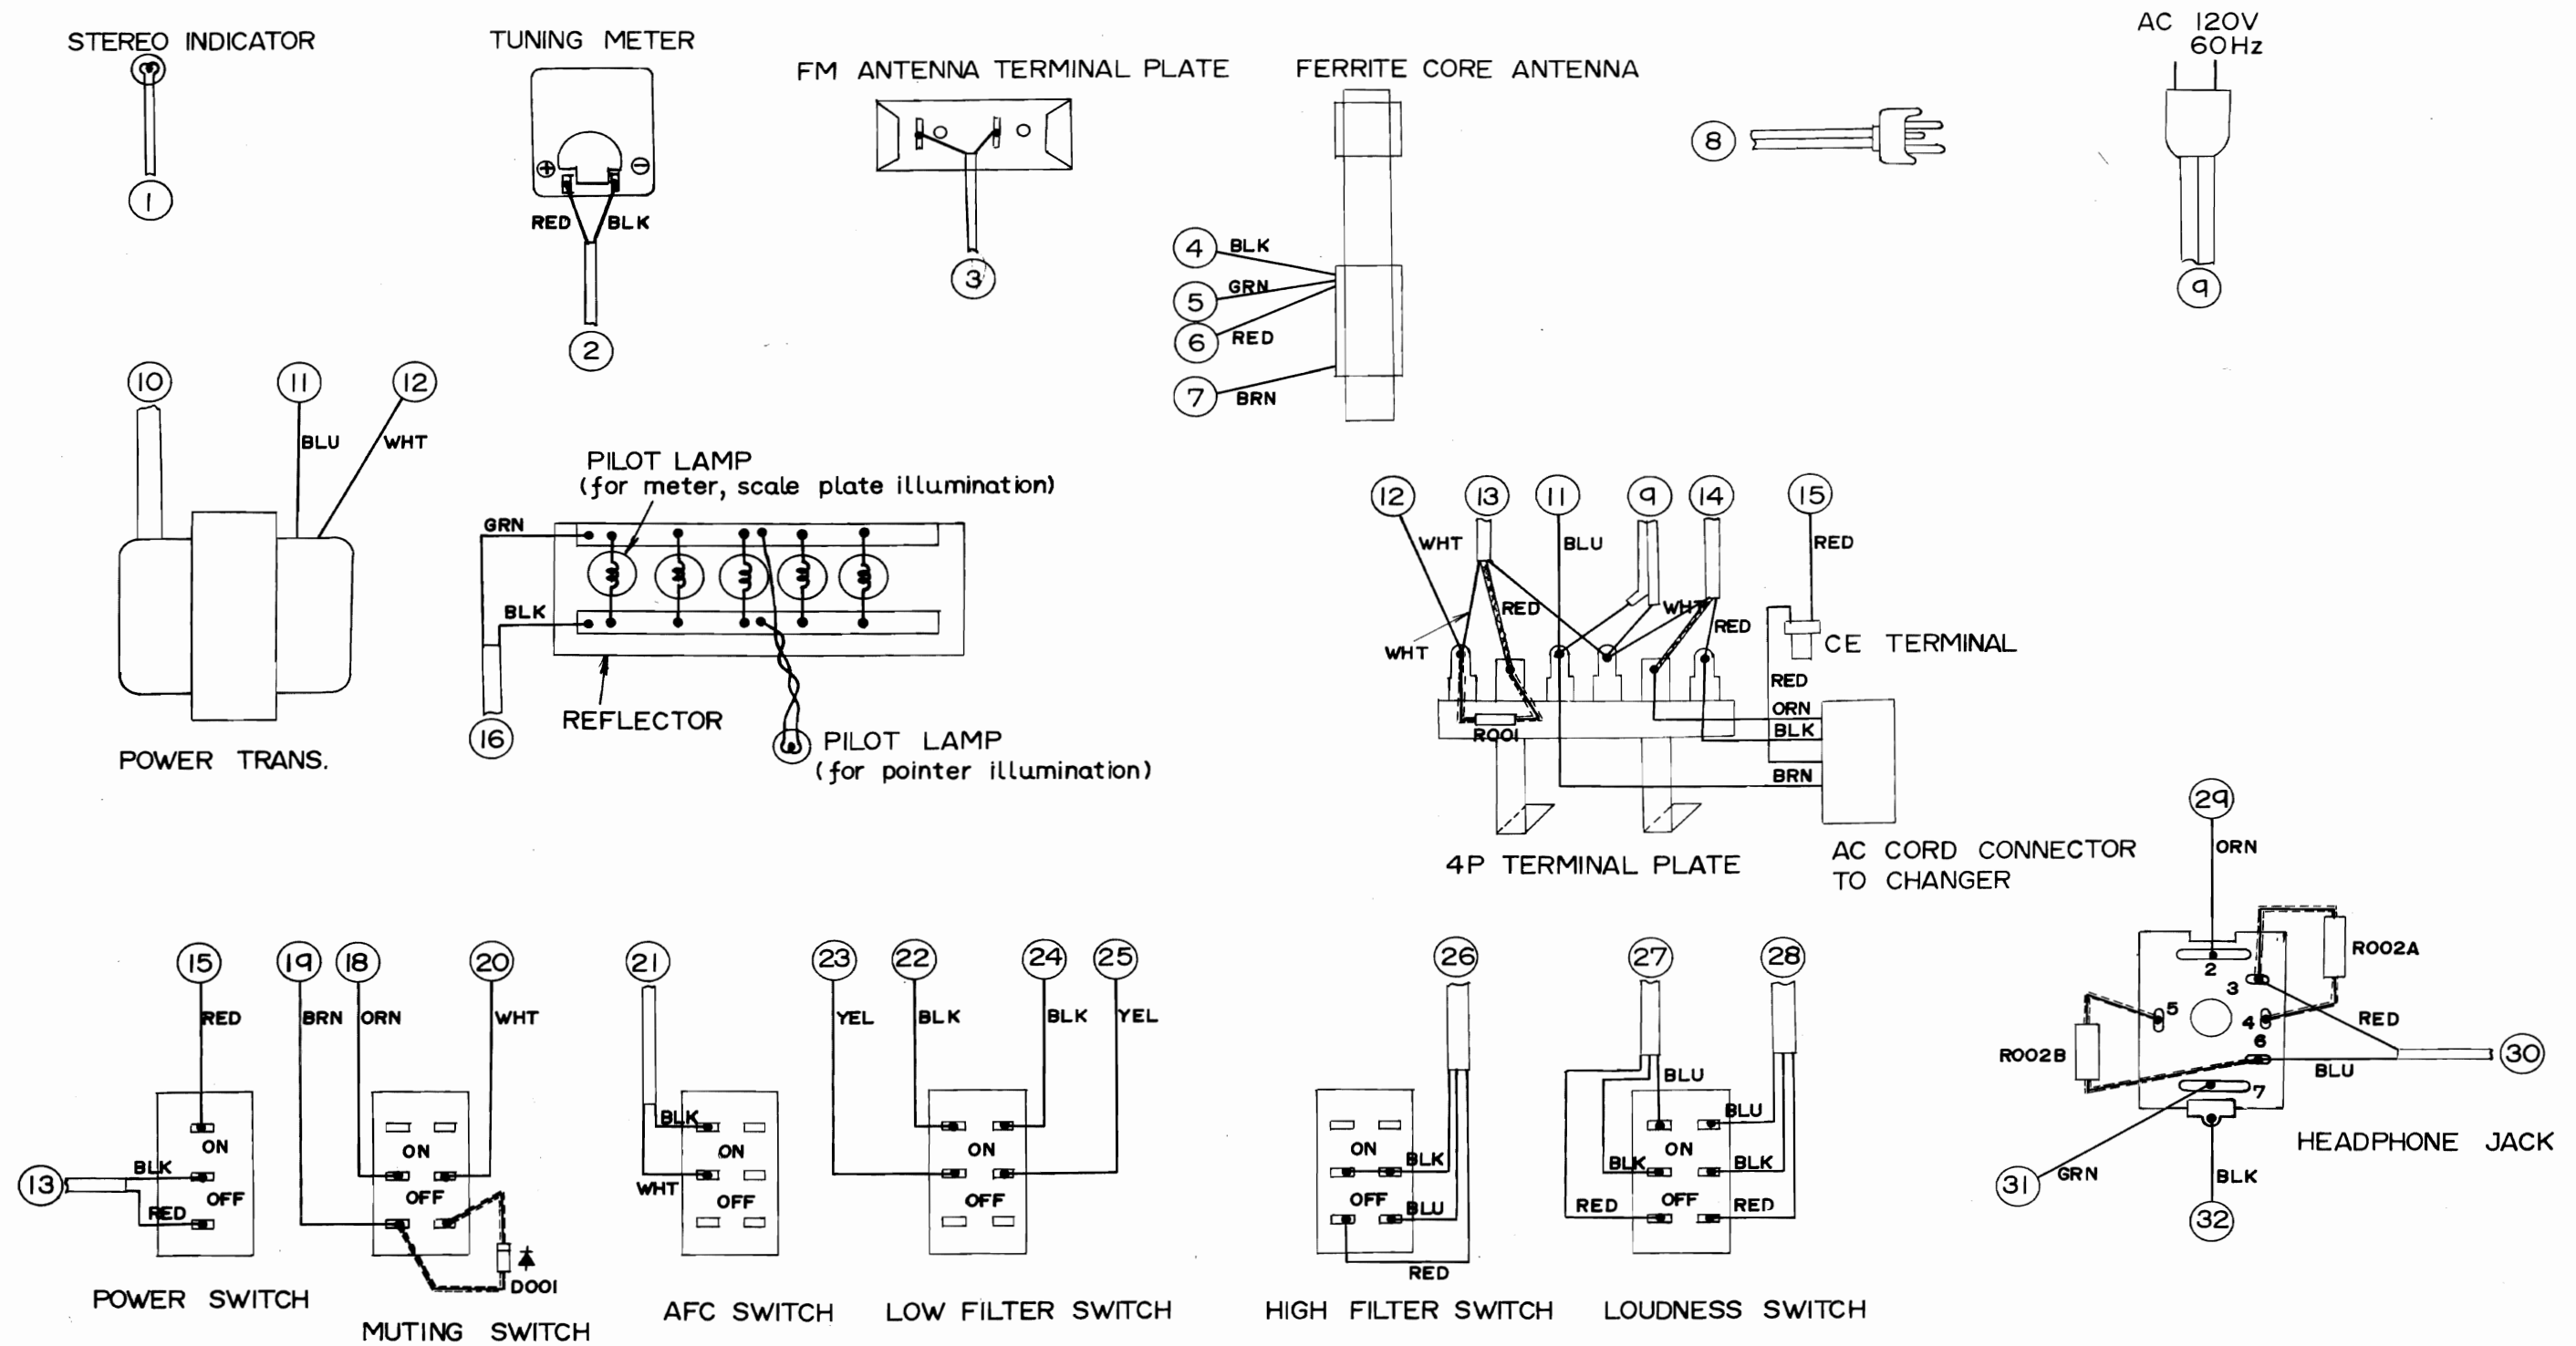 STEREO INDICATOR
1
TUNING METER
+
−
RED
BLK
2
FM ANTENNA TERMINAL PLATE
3
FERRITE CORE ANTENNA
4
BLK
5
GRN
6
RED
7
BRN
8
AC 120V
60Hz
9
10
11
12
BLU
WHT
POWER TRANS.
PILOT LAMP
(for meter, scale plate illumination)
GRN
BLK
16
REFLECTOR
PILOT LAMP
(for pointer illumination)
12
13
11
9
14
15
WHT
BLU
RED
RED
WHT
RED
WHT
CE TERMINAL
RED
ORN
BLK
R001
BRN
4P TERMINAL PLATE
AC CORD CONNECTOR
TO CHANGER
15
RED
ON
BLK
13
OFF
RED
POWER SWITCH
19
18
20
BRN
ORN
WHT
ON
OFF
D001
MUTING SWITCH
21
BLK
ON
WHT
OFF
AFC SWITCH
23
22
24
25
YEL
BLK
BLK
YEL
ON
OFF
LOW FILTER SWITCH
26
ON
BLK
OFF
BLU
RED
HIGH FILTER SWITCH
27
28
BLU
BLU
ON
BLK
BLK
OFF
RED
RED
LOUDNESS SWITCH
29
ORN
R002A
2
3
5
4
RED
6
R002B
30
BLU
7
HEADPHONE JACK
31
GRN
BLK
32